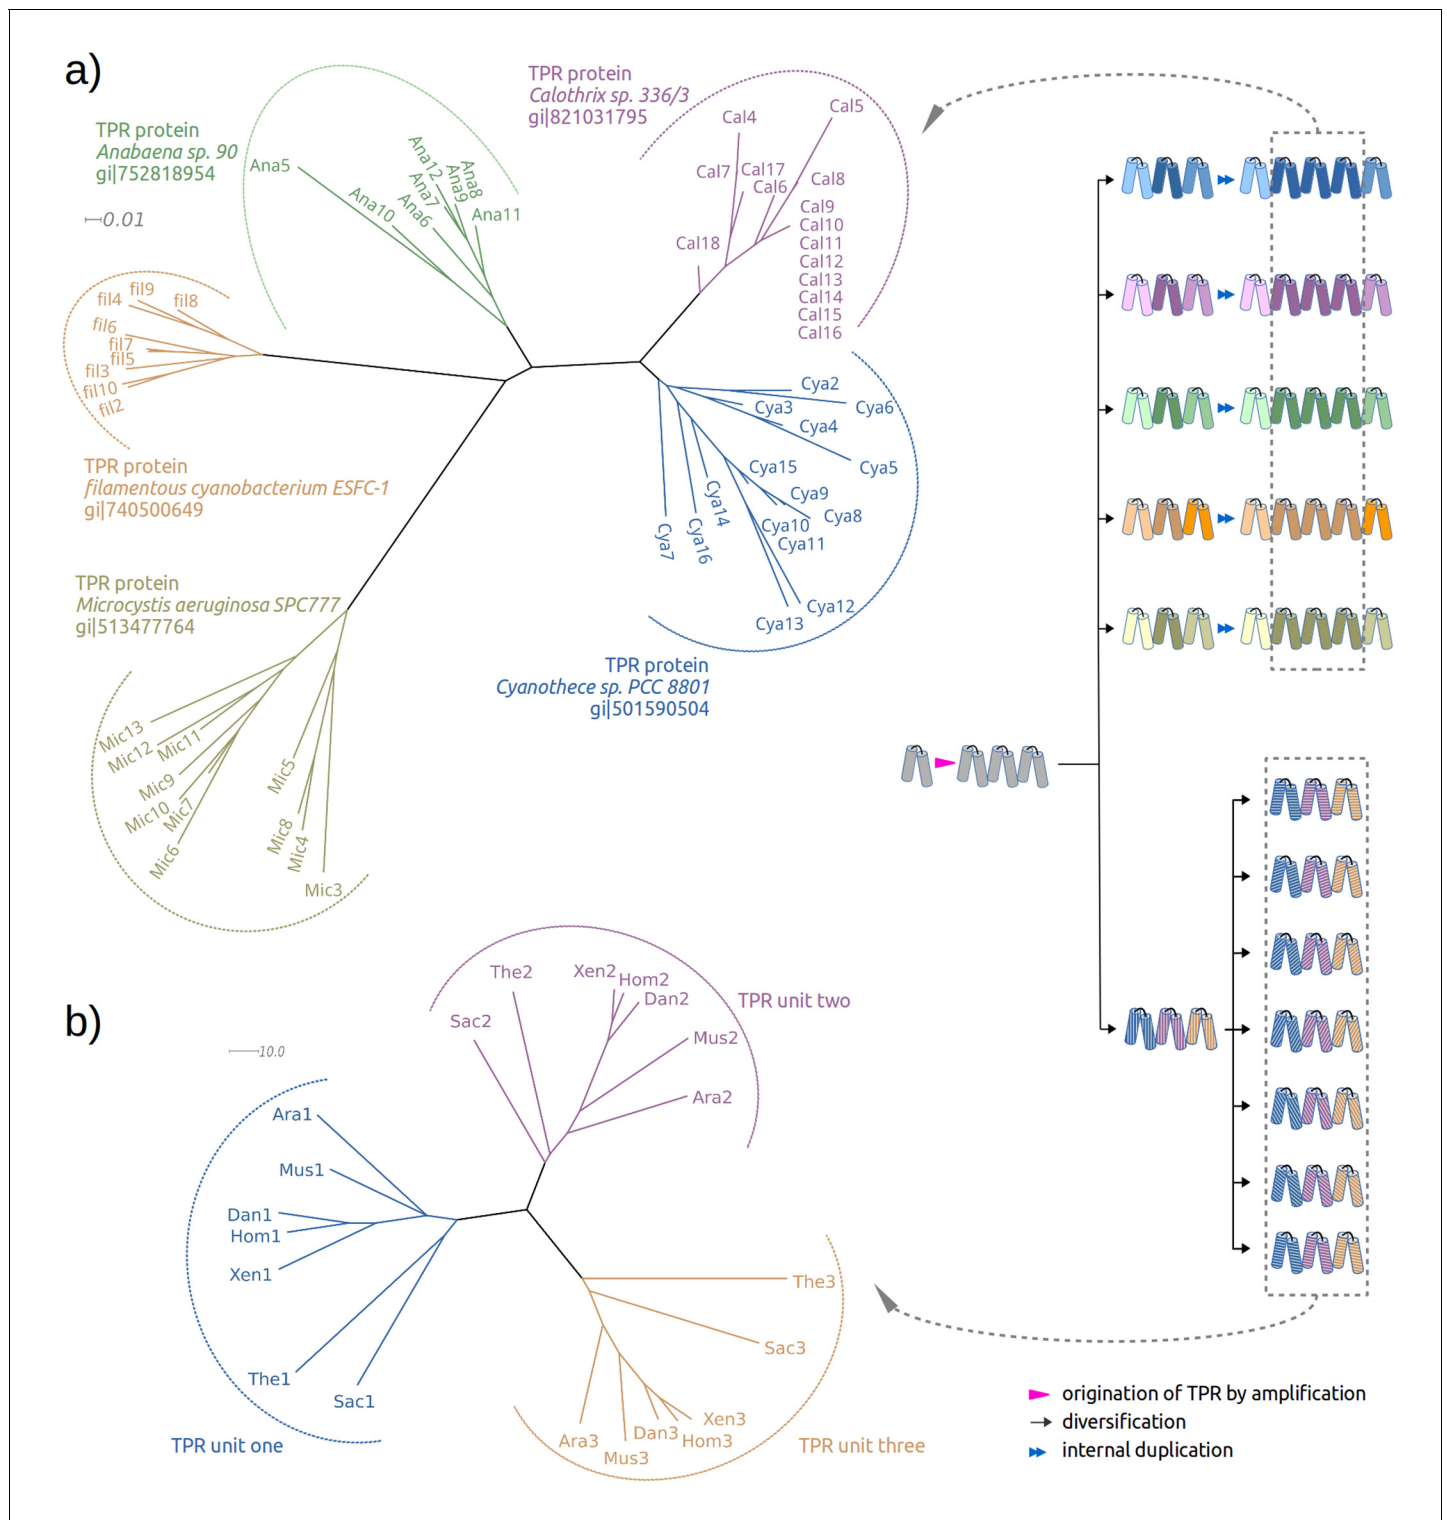 a)
TPR protein
Anabaena sp. 90
gi|752818954
0.01
Ana5
Ana10
Ana6
Ana7
Ana12
Ana9
Ana8
Ana11
TPR protein
Calothrix sp. 336/3
gi|821031795
Cal4
Cal5
Cal7
Cal17
Cal6
Cal8
Cal18
Cal9
Cal10
Cal11
Cal12
Cal13
Cal14
Cal15
Cal16
fil9
fil4
fil8
fil6
fil7
fil5
fil3
fil10
fil2
TPR protein
filamentous cyanobacterium ESFC-1
gi|740500649
Cya2
Cya3
Cya6
Cya4
Cya5
Cya15
Cya9
Cya8
Cya14
Cya10
Cya11
Cya7
Cya16
Cya12
Cya13
TPR protein
Cyanothece sp. PCC 8801
gi|501590504
TPR protein
Microcystis aeruginosa SPC777
gi|513477764
Mic13
Mic12
Mic11
Mic9
Mic10
Mic7
Mic6
Mic5
Mic8
Mic4
Mic3
b)
10.0
The2
Xen2
Hom2
Dan2
Sac2
Mus2
Ara2
TPR unit two
Ara1
Mus1
Dan1
Hom1
Xen1
The1
Sac1
TPR unit one
The3
Sac3
Xen3
Dan3
Hom3
Ara3
Mus3
TPR unit three
origination of TPR by amplification
diversification
internal duplication